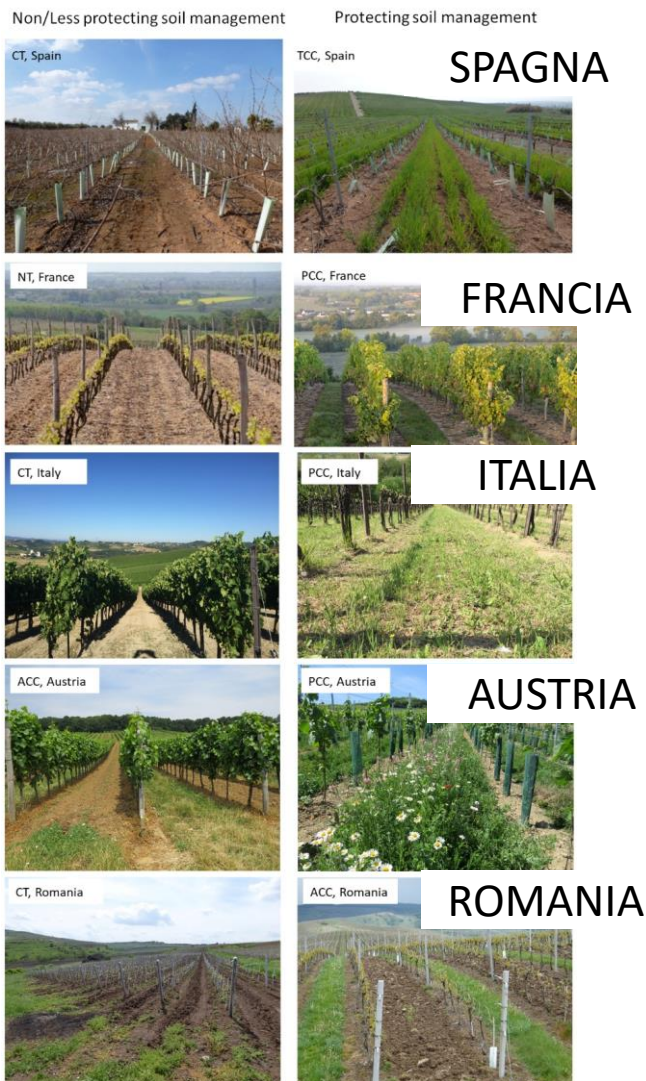 Non/Less protecting soil management
Protecting soil management
CT, Spain
TCC, Spain
SPAGNA
NT, France
PCC, France
FRANCIA
CT, Italy
PCC, Italy
ITALIA
ACC, Austria
PCC, Austria
AUSTRIA
CT, Romania
ACC, Romania
ROMANIA